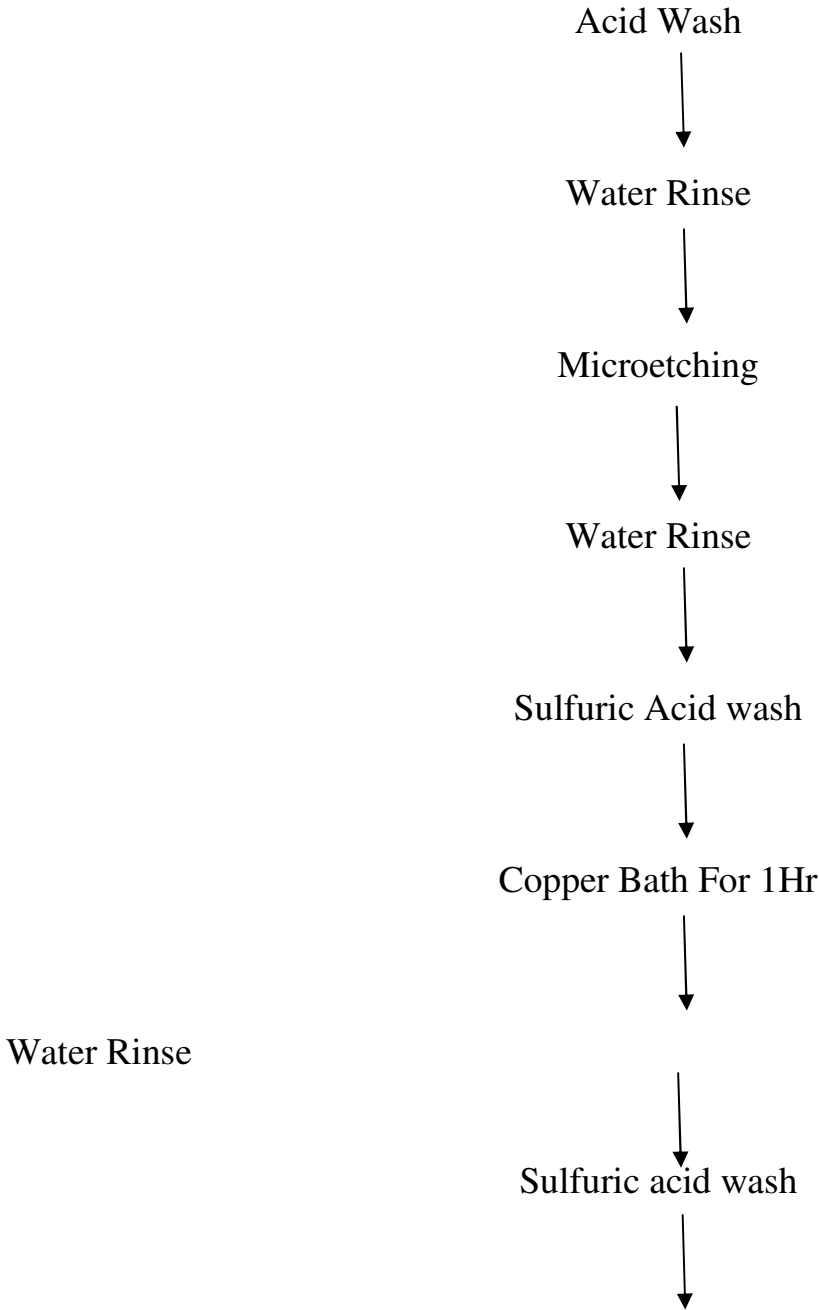 Acid Wash
Water Rinse
Microetching
Water Rinse
Sulfuric Acid wash
Copper Bath For 1Hr
Water Rinse
Sulfuric acid wash